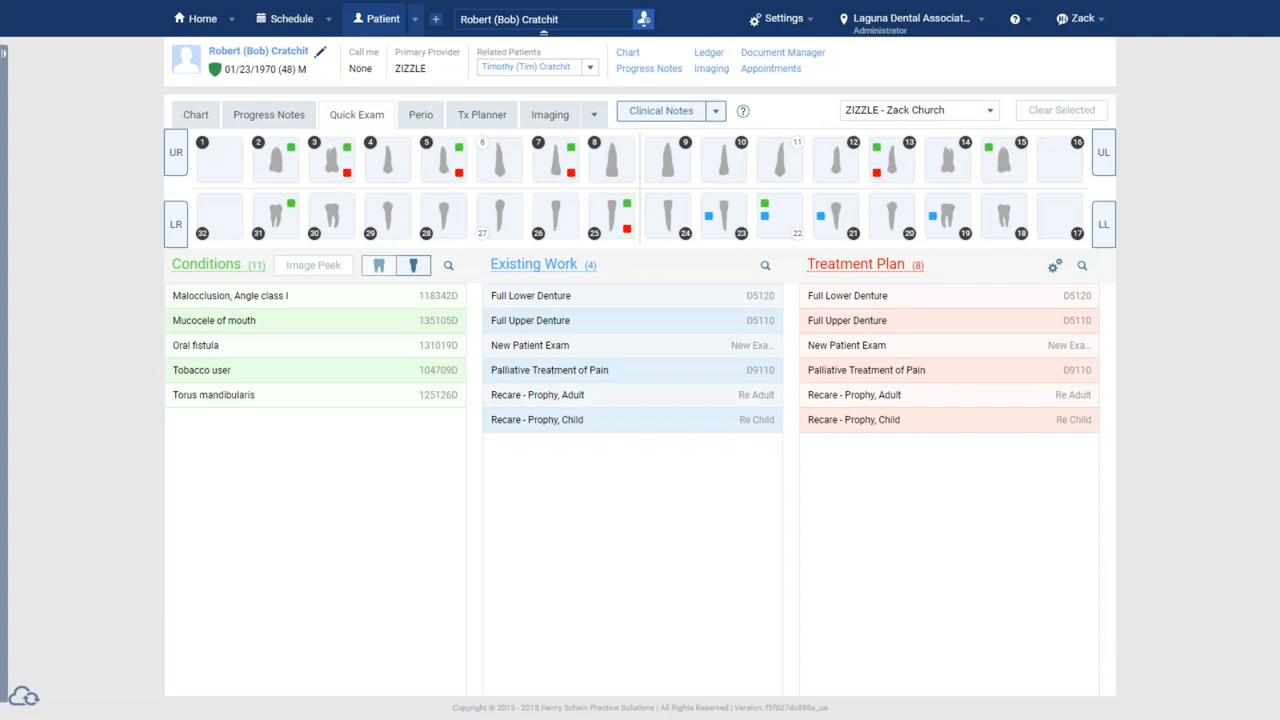 Home Schedule Patient + Robert (Bob) Cratchit Settings Laguna Dental Associat... ? Zack
Administrator
Robert (Bob) Cratchit Call me Primary Provider Related Patients Chart Ledger Document Manager
01/23/1970 (48) M None ZIZZLE Timothy (Tim) Cratchit Progress Notes Imaging Appointments
Chart Progress Notes Quick Exam Perio Tx Planner Imaging Clinical Notes ? ZIZZLE - Zack Church Clear Selected
UR 1 2 3 4 5 6 7 8 9 10 11 12 13 14 15 16 UL
LR 32 31 30 29 28 27 26 25 24 23 22 21 20 19 18 17 LL
Conditions (11) Image Peek Existing Work (4) Treatment Plan (8)
Malocclusion, Angle class I 118342D Full Lower Denture D5120 Full Lower Denture D5120
Mucocele of mouth 135105D Full Upper Denture D5110 Full Upper Denture D5110
Oral fistula 131019D New Patient Exam New Exa... New Patient Exam New Exa...
Tobacco user 104709D Palliative Treatment of Pain D9110 Palliative Treatment of Pain D9110
Torus mandibularis 125126D Recare - Prophy, Adult Re Adult Recare - Prophy, Adult Re Adult
Recare - Prophy, Child Re Child Recare - Prophy, Child Re Child
Copyright © 2013 - 2018 Henry Schein Practice Solutions | All Rights Reserved | Version: